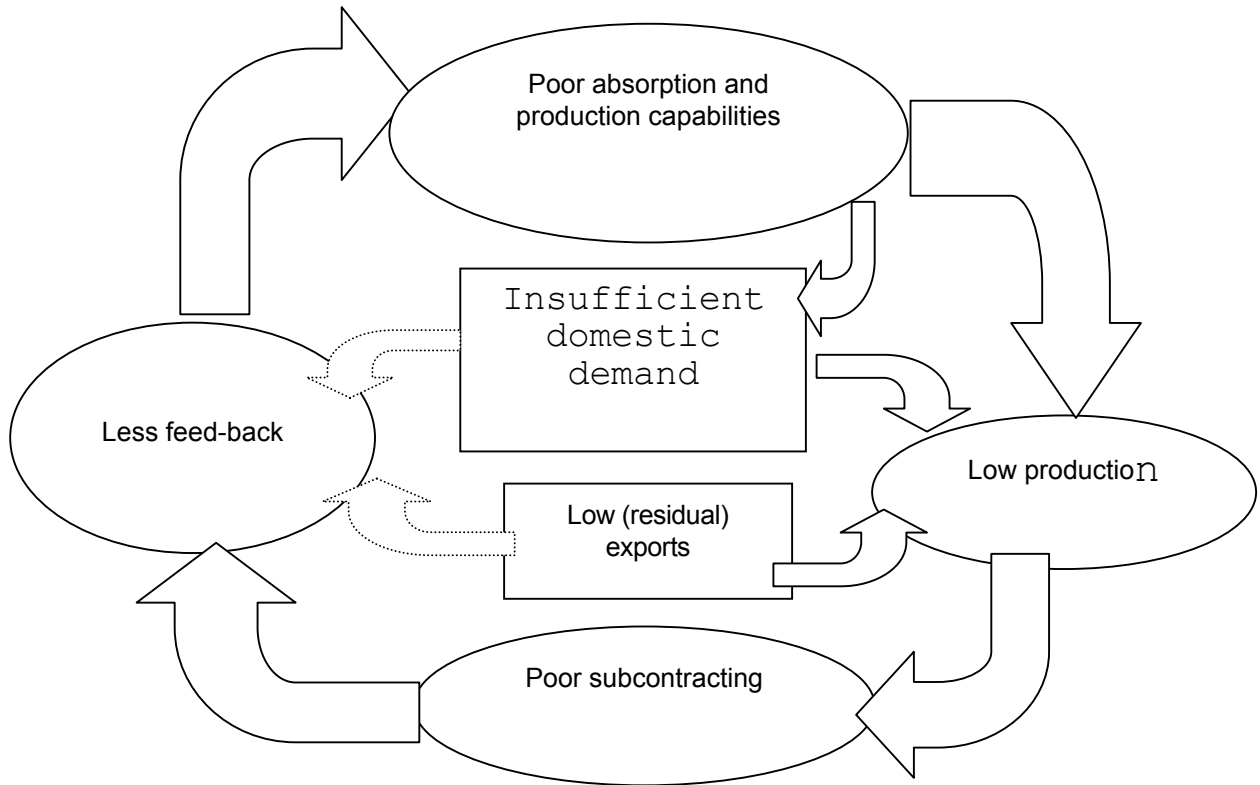 Poor absorption and
production capabilities
Insufficient
domestic
demand
Less feed-back
Low production
Low (residual)
exports
Poor subcontracting